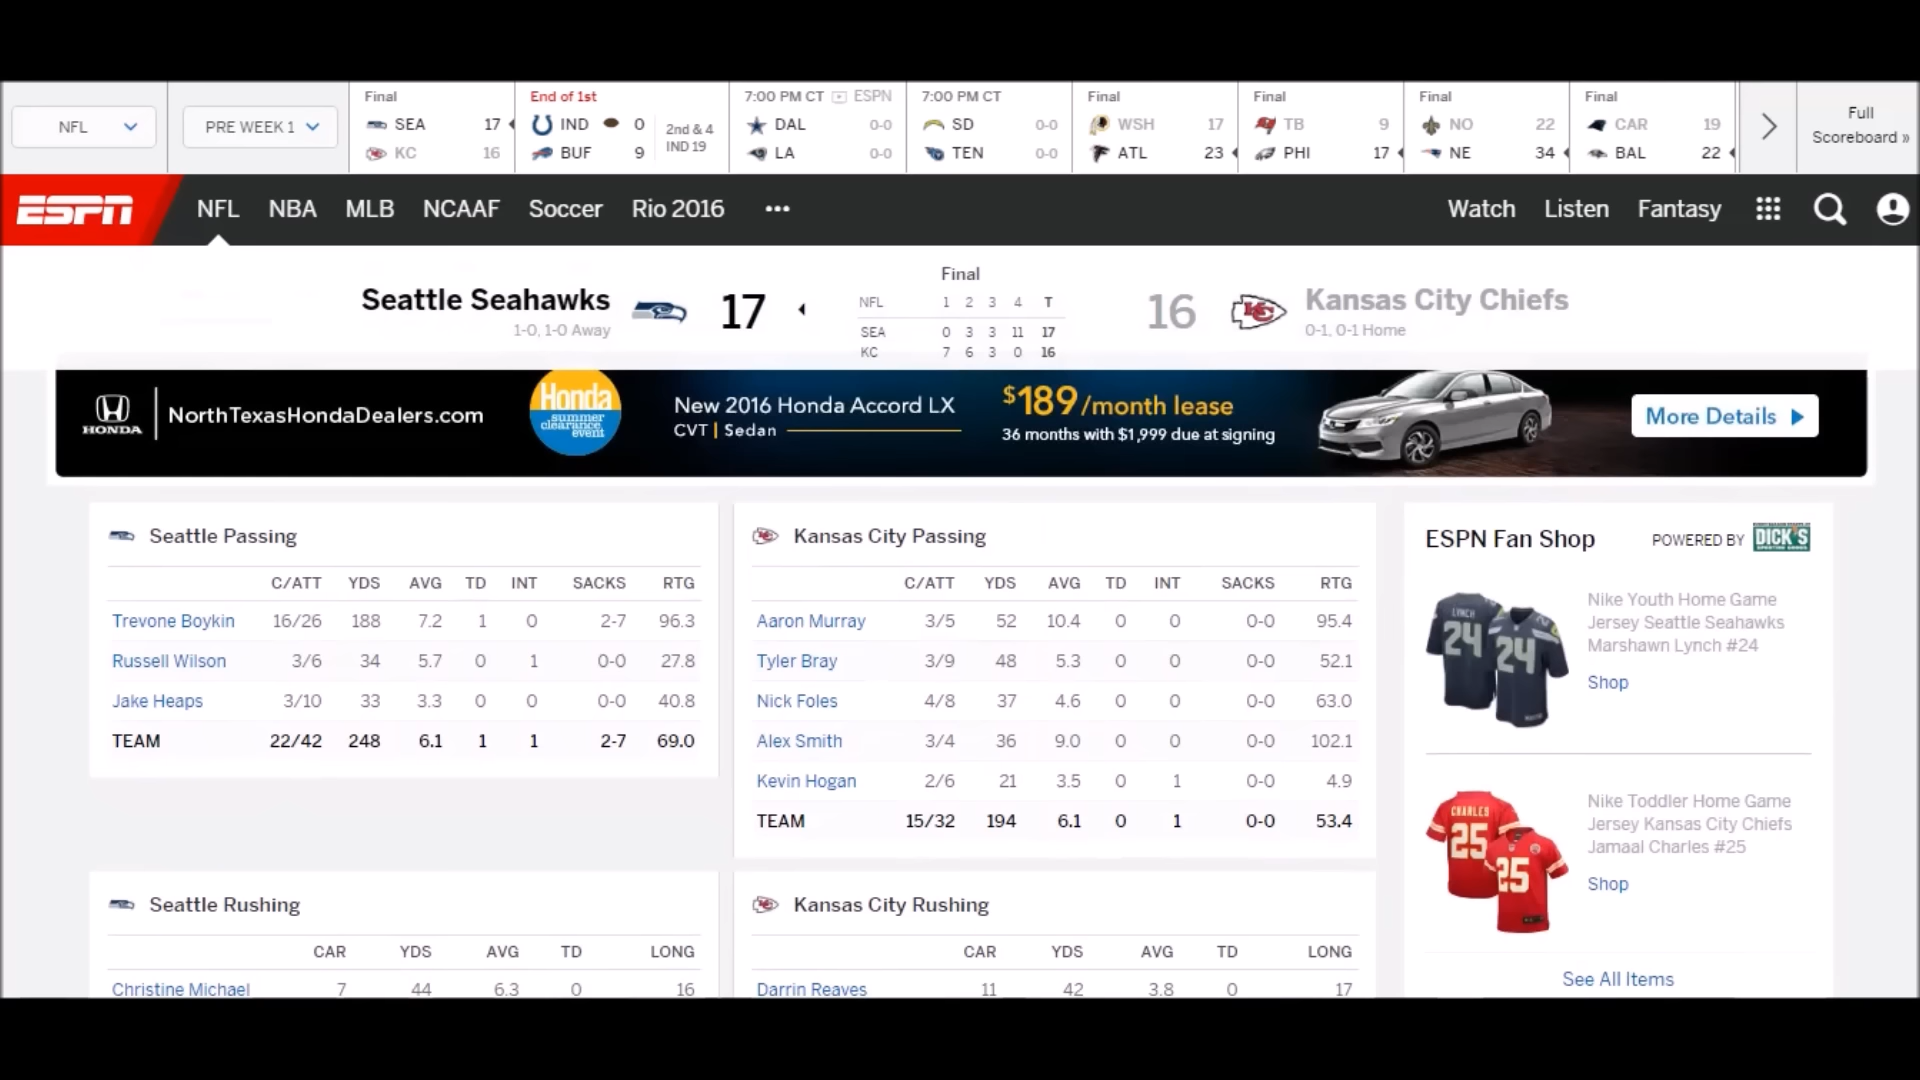 NFL
PRE WEEK 1
Final
SEA 17
KC 16
End of 1st
IND 0
BUF 9
2nd & 4
IND 19
7:00 PM CT ESPN
DAL 0-0
LA 0-0
7:00 PM CT
SD 0-0
TEN 0-0
Final
WSH 17
ATL 23
Final
TB 9
PHI 17
Final
NO 22
NE 34
Final
CAR 19
BAL 22
Full
Scoreboard »
ESPN NFL NBA MLB NCAAF Soccer Rio 2016 ••• Watch Listen Fantasy
Seattle Seahawks 17
1-0, 1-0 Away
Final
NFL 1 2 3 4 T
SEA 0 3 3 11 17
KC 7 6 3 0 16
16 Kansas City Chiefs
0-1, 0-1 Home
HONDA
NorthTexasHondaDealers.com
Honda
summer
clearance
event
New 2016 Honda Accord LX
CVT | Sedan
$189/month lease
36 months with $1,999 due at signing
More Details
Seattle Passing
C/ATT YDS AVG TD INT SACKS RTG
Trevone Boykin 16/26 188 7.2 1 0 2-7 96.3
Russell Wilson 3/6 34 5.7 0 1 0-0 27.8
Jake Heaps 3/10 33 3.3 0 0 0-0 40.8
TEAM 22/42 248 6.1 1 1 2-7 69.0
Kansas City Passing
C/ATT YDS AVG TD INT SACKS RTG
Aaron Murray 3/5 52 10.4 0 0 0-0 95.4
Tyler Bray 3/9 48 5.3 0 0 0-0 52.1
Nick Foles 4/8 37 4.6 0 0 0-0 63.0
Alex Smith 3/4 36 9.0 0 0 0-0 102.1
Kevin Hogan 2/6 21 3.5 0 1 0-0 4.9
TEAM 15/32 194 6.1 0 1 0-0 53.4
ESPN Fan Shop POWERED BY DICK'S
SPORTING GOODS
LYNCH
24
24
Nike Youth Home Game
Jersey Seattle Seahawks
Marshawn Lynch #24
Shop
CHARLES
25
25
Nike Toddler Home Game
Jersey Kansas City Chiefs
Jamaal Charles #25
Shop
See All Items
Seattle Rushing
CAR YDS AVG TD LONG
Christine Michael 7 44 6.3 0 16
Kansas City Rushing
CAR YDS AVG TD LONG
Darrin Reaves 11 42 3.8 0 17